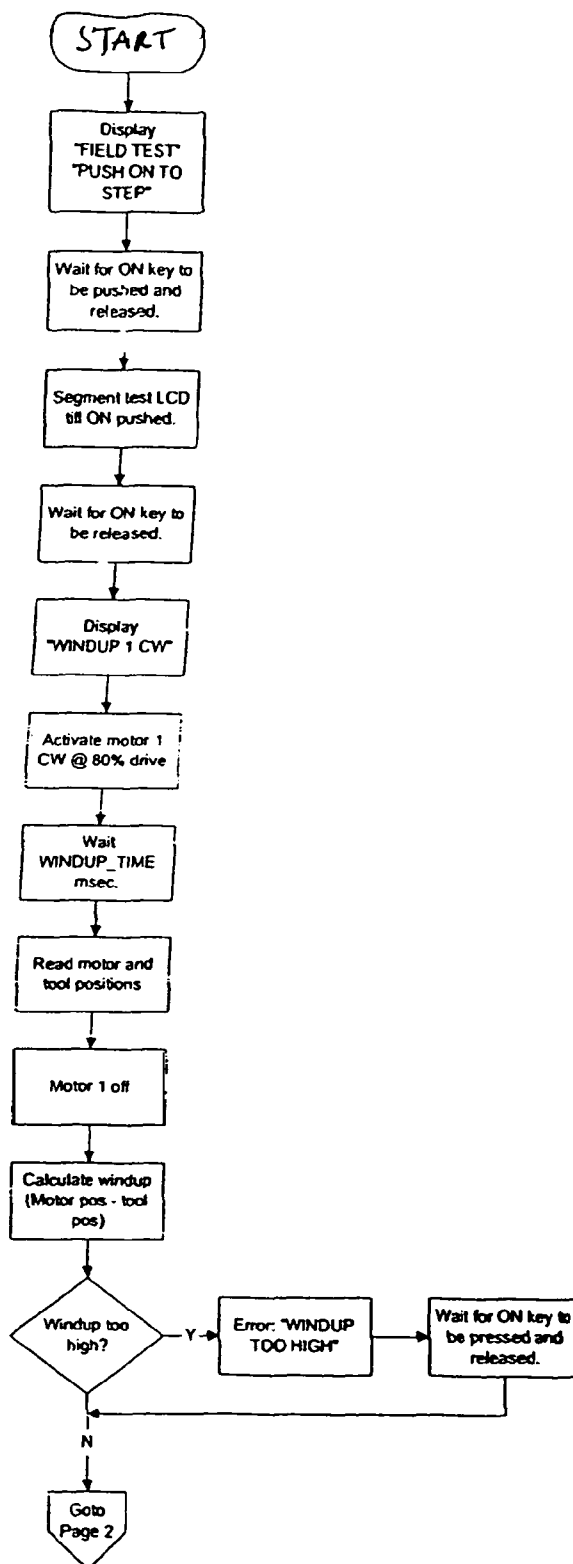 START
Display
"FIELD TEST"
"PUSH ON TO
STEP"
Wait for ON key to
be pushed and
released.
Segment test LCD
till ON pushed.
Wait for ON key to
be released.
Display
"WINDUP 1 CW"
Activate motor 1
CW @ 80% drive
Wait
WINDUP_TIME
msec.
Read motor and
tool positions
Motor 1 off
Calculate windup
(Motor pos - tool
pos)
Windup too
high?
Y
Error: "WINDUP
TOO HIGH"
Wait for ON key to
be pressed and
released.
N
Goto
Page 2